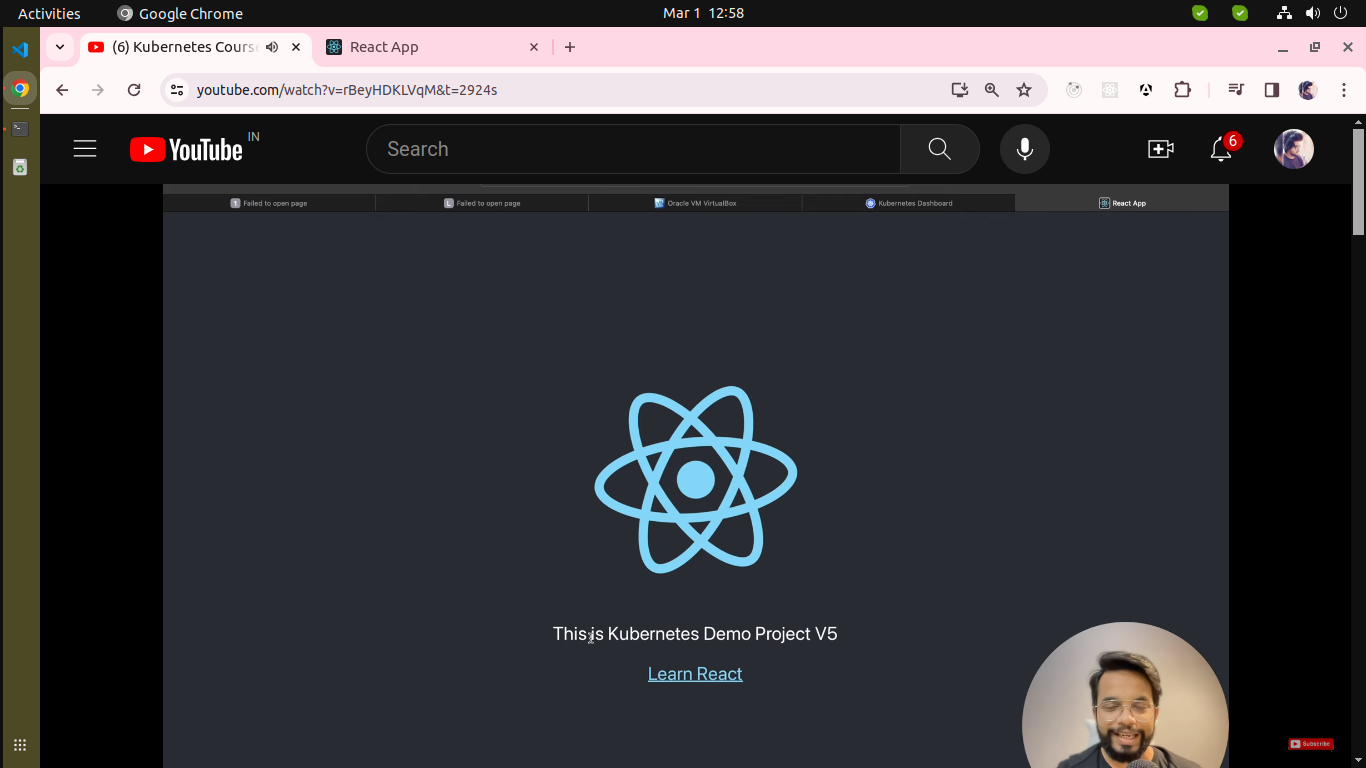 Activities Google Chrome Mar 1 12:58
(6) Kubernetes Cours React App
youtube.com/watch?v=rBeyHDKLVqM&t=2924s
YouTube IN Search 6
1 Failed to open page L Failed to open page Oracle VM VirtualBox Kubernetes Dashboard React App
This is Kubernetes Demo Project V5
Learn React
Subscribe